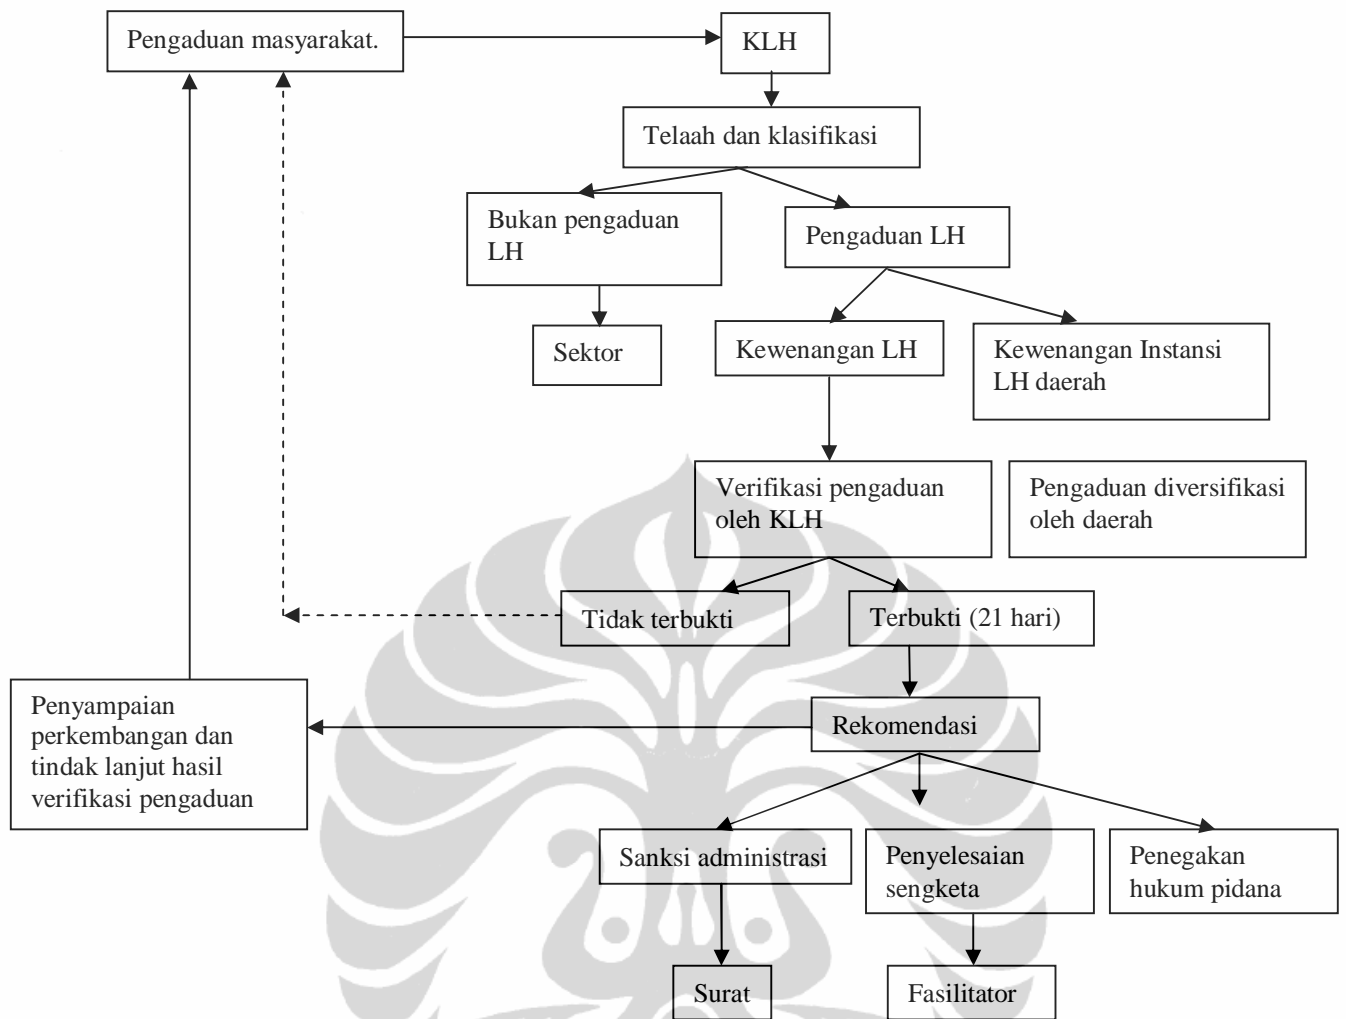 Pengaduan masyarakat.
KLH
Telaah dan klasifikasi
Bukan pengaduan
LH
Pengaduan LH
Sektor
Kewenangan LH
Kewenangan Instansi
LH daerah
Verifikasi pengaduan
oleh KLH
Pengaduan diversifikasi
oleh daerah
Tidak terbukti
Terbukti (21 hari)
Penyampaian
perkembangan dan
tindak lanjut hasil
verifikasi pengaduan
Rekomendasi
Sanksi administrasi
Penyelesaian
sengketa
Penegakan
hukum pidana
Surat
Fasilitator